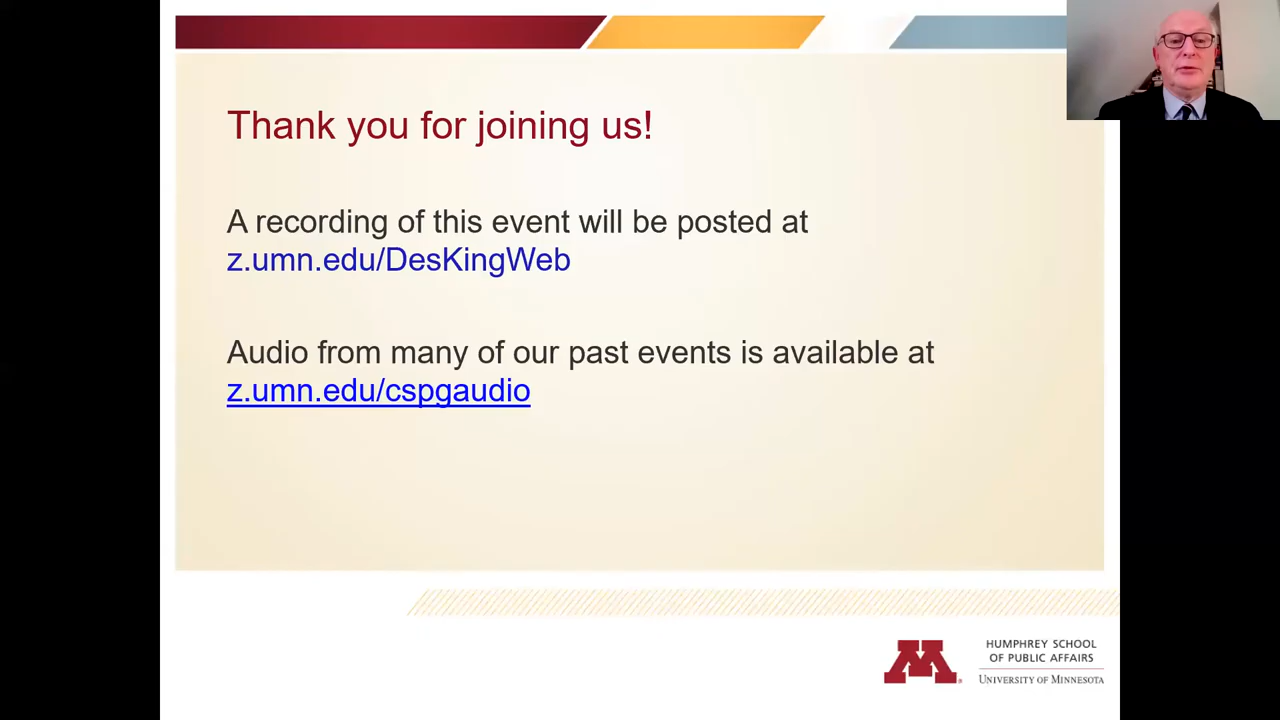 Thank you for joining us!
A recording of this event will be posted at
z.umn.edu/DesKingWeb
Audio from many of our past events is available at
z.umn.edu/cspgaudio
M
HUMPHREY SCHOOL
OF PUBLIC AFFAIRS
UNIVERSITY OF MINNESOTA